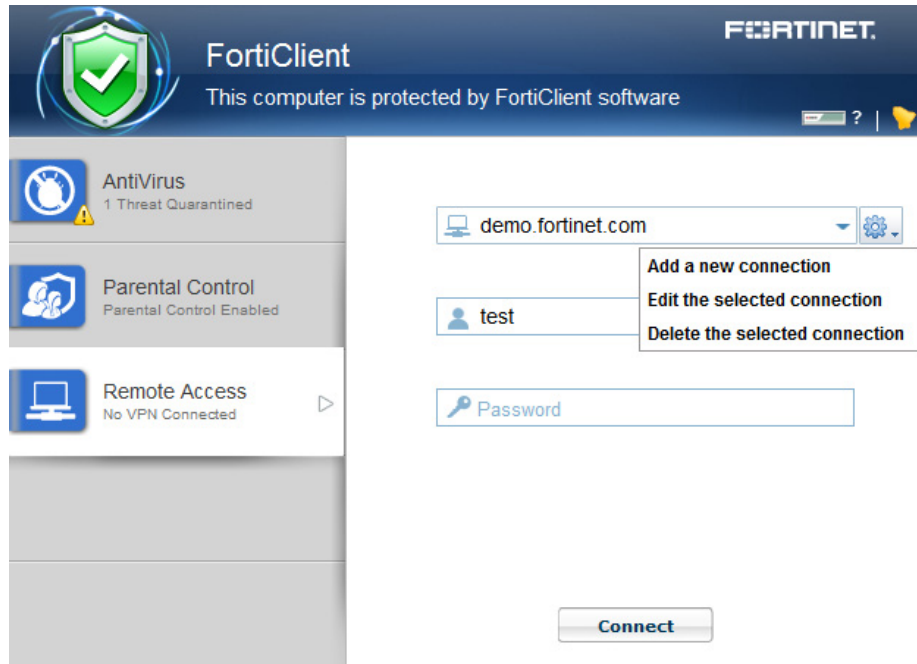 FORTINET
FortiClient
This computer is protected by FortiClient software
? |
AntiVirus
1 Threat Quarantined
Parental Control
Parental Control Enabled
Remote Access
No VPN Connected
demo.fortinet.com
Add a new connection
Edit the selected connection
Delete the selected connection
test
Password
Connect